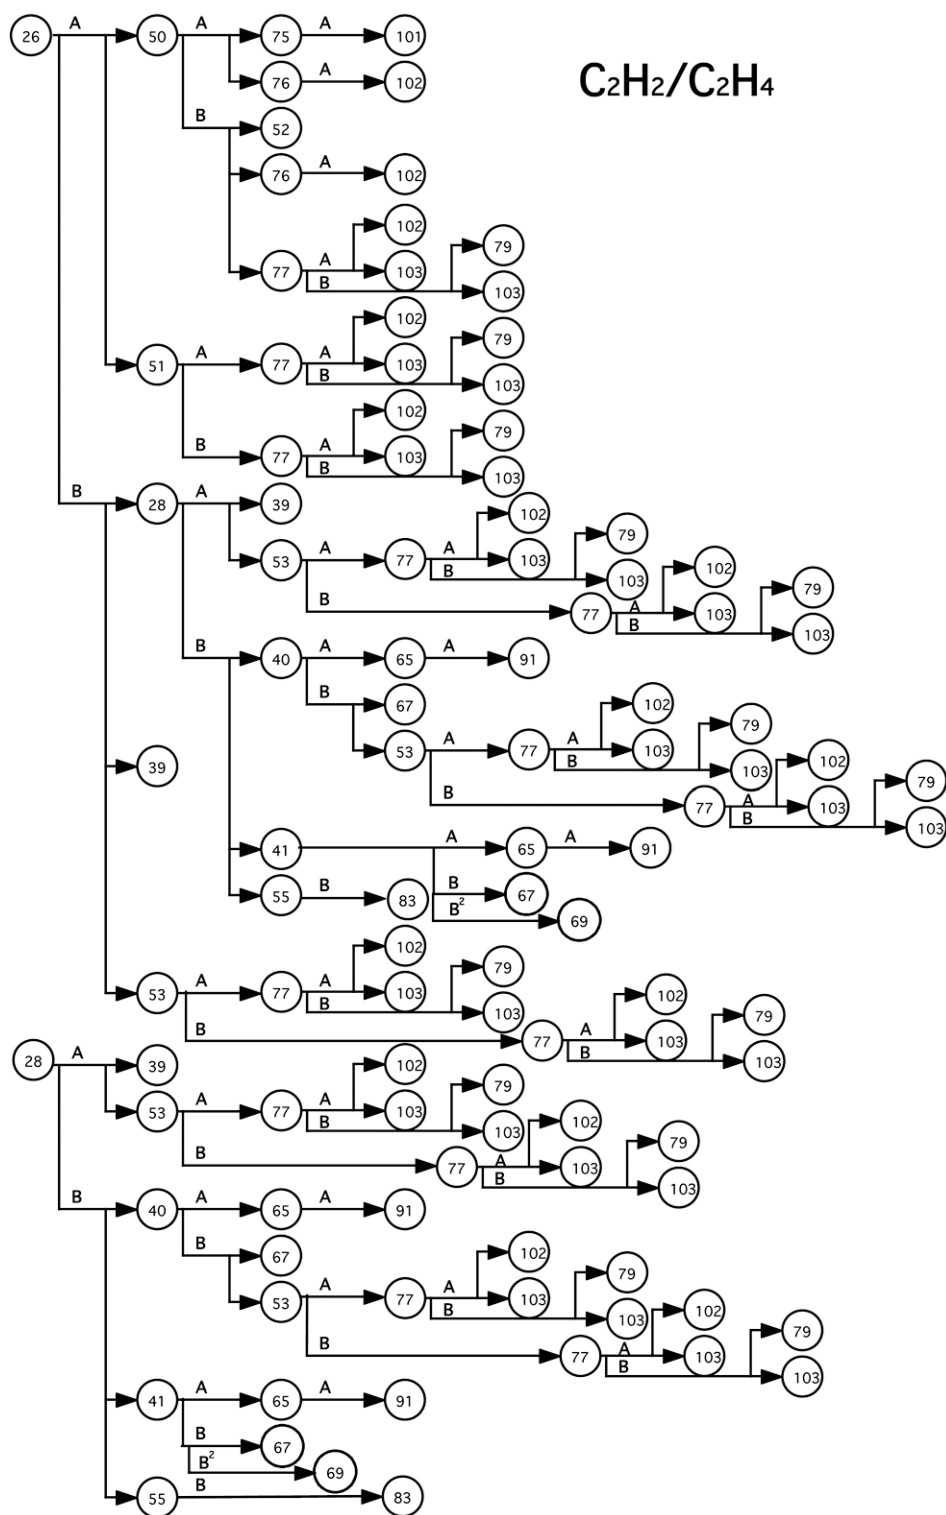 26 A 50 A 75 A 101
76 A 102
C₂H₂/C₂H₄
B 52
76 A 102
102
77 A 103 79
B 103
102
51 A 77 A 103 79
B 103
102
B 77 A 103 79
B 103
B 28 A 39
102
53 A 77 A 103 79
B 103 102
B 77 A 103 79
B 103
B 40 A 65 A 91
B 67 102
53 A 77 A 103 79
B 103 102
39
B 77 A 103 79
B 103
41 A 65 A 91
55 B 83 B 67
B² 69
102
53 A 77 A 103 79
B 103 102
B 77 A 103 79
B 103
28 A 39 102
53 A 77 A 103 79
B 103 102
B 77 A 103 79
B 103
B 40 A 65 A 91
B 67 102
53 A 77 A 103 79
B 103 102
B 77 A 103 79
B 103
41 A 65 A 91
B 67
B² 69
55 B 83